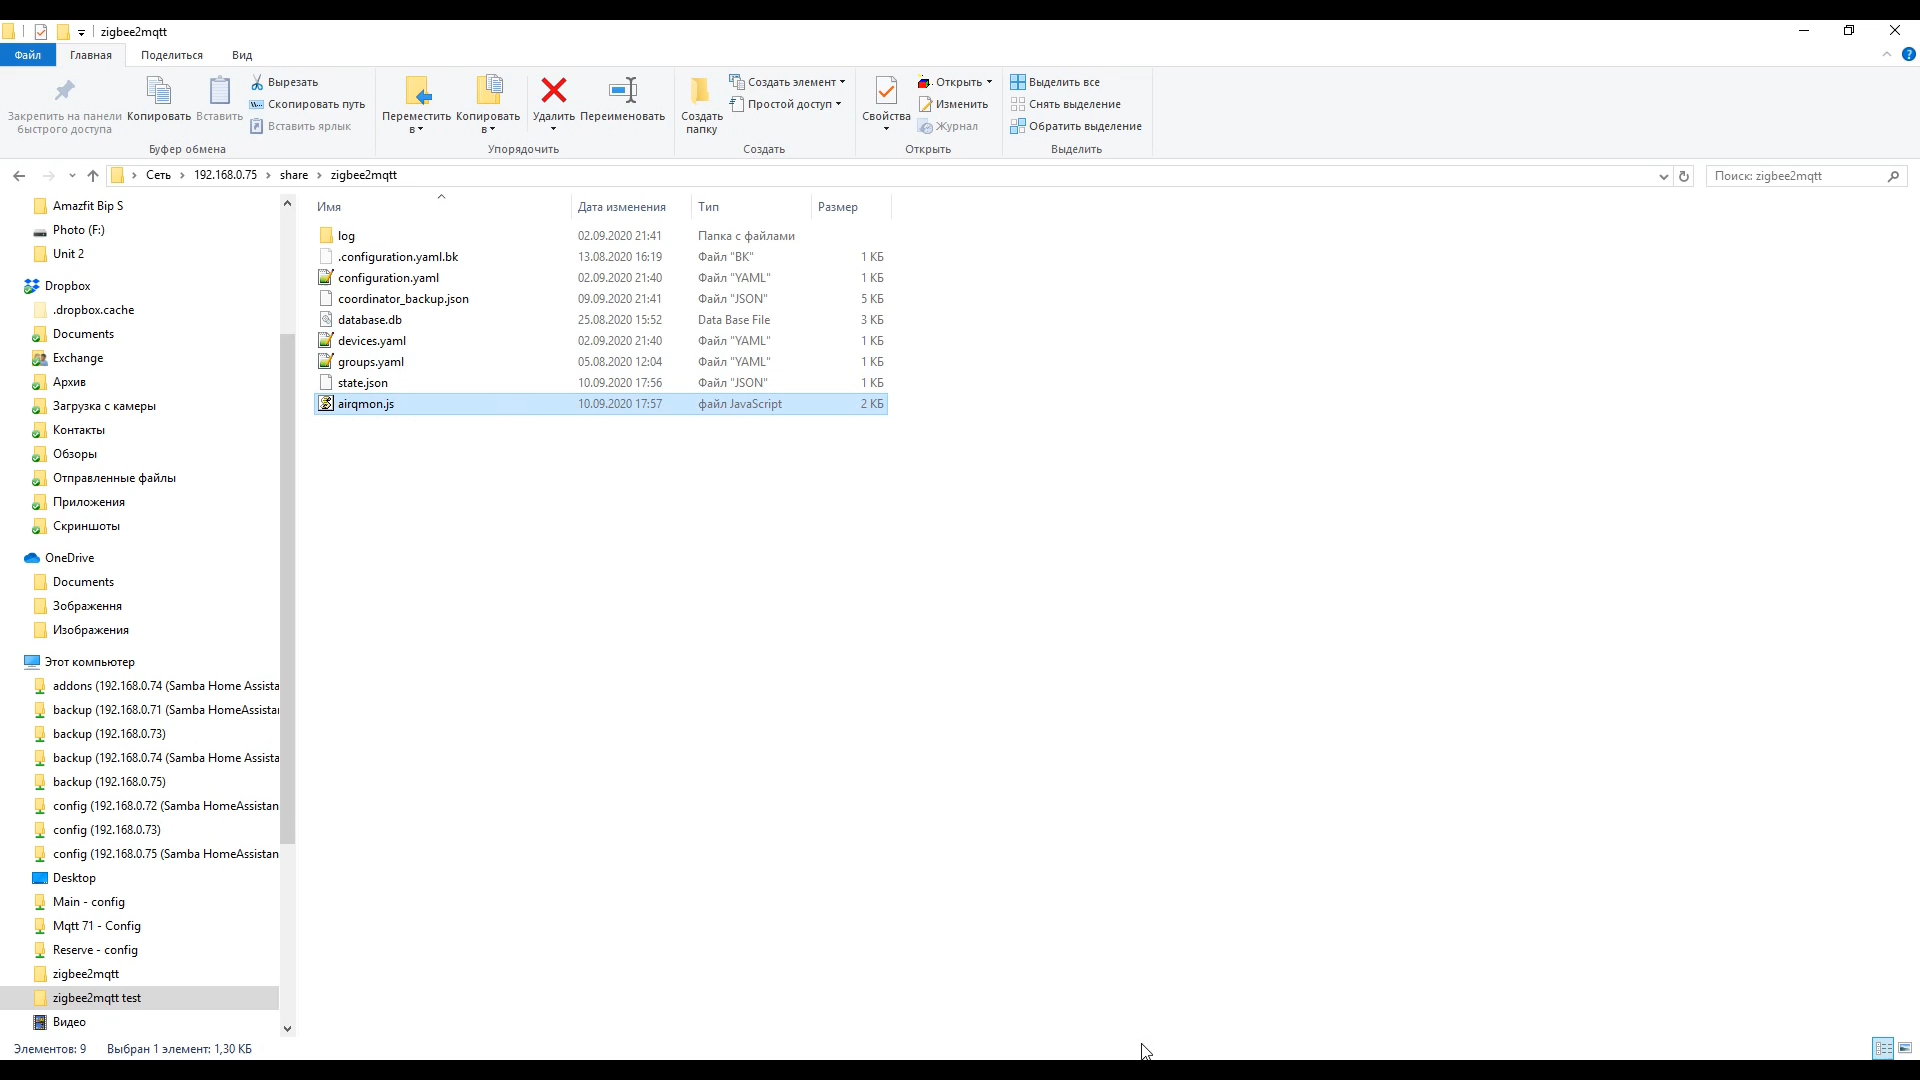 zigbee2mqtt
Файл Главная Поделиться Вид
Закрепить на панели быстрого доступа
Копировать
Вставить
Вырезать
Скопировать путь
Вставить ярлык
Буфер обмена
Переместить в
Копировать в
Удалить
Переименовать
Упорядочить
Создать папку
Создать элемент
Простой доступ
Создать
Свойства
Открыть
Изменить
Журнал
Открыть
Выделить все
Снять выделение
Обратить выделение
Выделить
Сеть 192.168.0.75 share zigbee2mqtt
Поиск: zigbee2mqtt
Amazfit Bip S
Photo (F:)
Unit 2
Dropbox
.dropbox.cache
Documents
Exchange
Архив
Загрузка с камеры
Контакты
Обзоры
Отправленные файлы
Приложения
Скриншоты
OneDrive
Documents
Зображення
Изображения
Этот компьютер
addons (192.168.0.74 (Samba Home Assista
backup (192.168.0.71 (Samba HomeAssista
backup (192.168.0.73)
backup (192.168.0.74 (Samba Home Assista
backup (192.168.0.75)
config (192.168.0.72 (Samba HomeAssistan
config (192.168.0.73)
config (192.168.0.75 (Samba HomeAssistan
Desktop
Main - config
Mqtt 71 - Config
Reserve - config
zigbee2mqtt
zigbee2mqtt test
Видео
Имя Дата изменения Тип Размер
log 02.09.2020 21:41 Папка с файлами
.configuration.yaml.bk 13.08.2020 16:19 Файл "BK" 1 КБ
configuration.yaml 02.09.2020 21:40 Файл "YAML" 1 КБ
coordinator_backup.json 09.09.2020 21:41 Файл "JSON" 5 КБ
database.db 25.08.2020 15:52 Data Base File 3 КБ
devices.yaml 02.09.2020 21:40 Файл "YAML" 1 КБ
groups.yaml 05.08.2020 12:04 Файл "YAML" 1 КБ
state.json 10.09.2020 17:56 Файл "JSON" 1 КБ
airqmon.js 10.09.2020 17:57 файл JavaScript 2 КБ
Элементов: 9 Выбран 1 элемент: 1,30 КБ